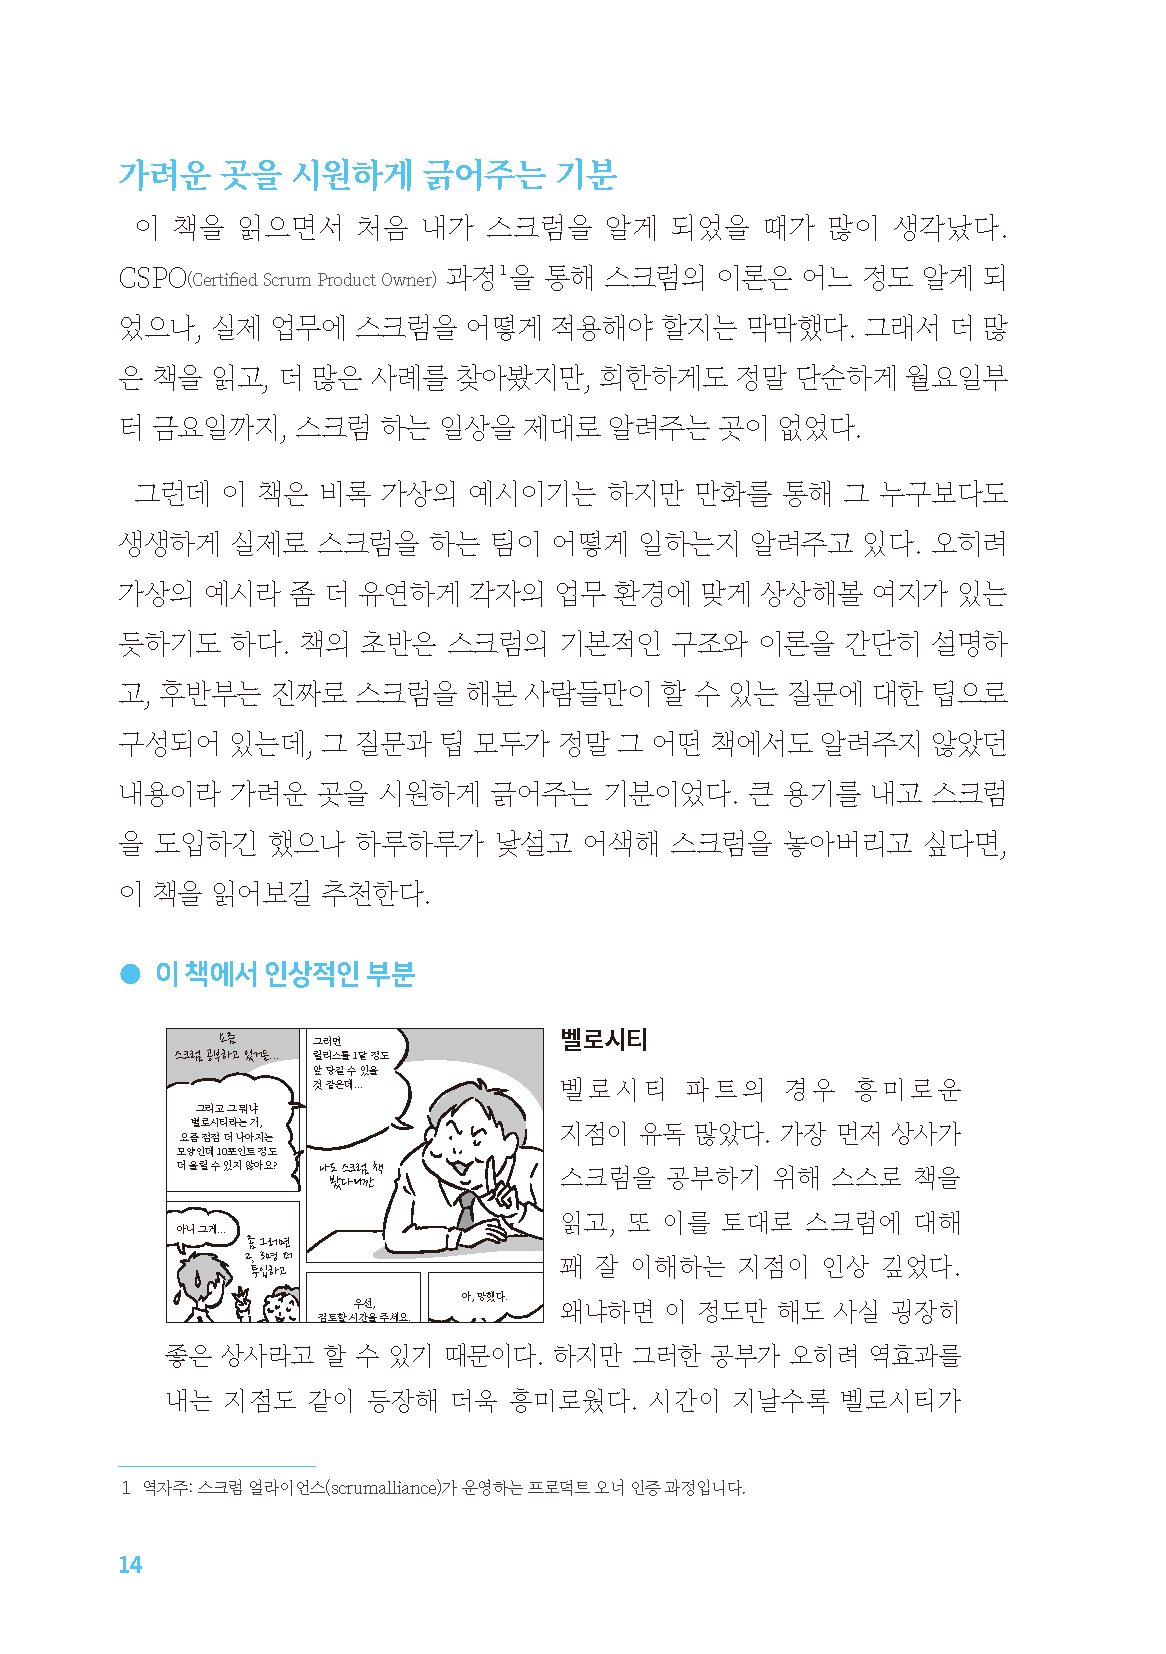 가려운 곳을 시원하게 긁어주는 기분
이 책을 읽으면서 처음 내가 스크럼을 알게 되었을 때가 많이 생각났다.
CSPO(Certified Scrum Product Owner) 과정1을 통해 스크럼의 이론은 어느 정도 알게 되
었으나, 실제 업무에 스크럼을 어떻게 적용해야 할지는 막막했다. 그래서 더 많
은 책을 읽고, 더 많은 사례를 찾아봤지만, 희한하게도 정말 단순하게 월요일부
터 금요일까지, 스크럼 하는 일상을 제대로 알려주는 곳이 없었다.
그런데 이 책은 비록 가상의 예시이기는 하지만 만화를 통해 그 누구보다도
생생하게 실제로 스크럼을 하는 팀이 어떻게 일하는지 알려주고 있다. 오히려
가상의 예시라 좀 더 유연하게 각자의 업무 환경에 맞게 상상해볼 여지가 있는
듯하기도 하다. 책의 초반은 스크럼의 기본적인 구조와 이론을 간단히 설명하
고, 후반부는 진짜로 스크럼을 해본 사람들만이 할 수 있는 질문에 대한 팁으로
구성되어 있는데, 그 질문과 팁 모두가 정말 그 어떤 책에서도 알려주지 않았던
내용이라 가려운 곳을 시원하게 긁어주는 기분이었다. 큰 용기를 내고 스크럼
을 도입하긴 했으나 하루하루가 낯설고 어색해 스크럼을 놓아버리고 싶다면,
이 책을 읽어보길 추천한다.
● 이 책에서 인상적인 부분
요즘
스크럼 공부하고 있거든...
그러면
릴리스를 1달 정도
앞 당길 수 있을
것 같은데...
그리고 그 뭐냐
벨로시티라는 거,
요즘 점점 더 나아지는
모양인데 10포인트 정도
더 올릴 수 있지 않아요?
나도 스크럼 책
봤다니깐
아니 그게...
좀 그러면
2, 3명 더
투입하고
우선,
검토할 시간을 주세요.
아, 망했다.
벨로시티
벨로시티 파트의 경우 흥미로운
지점이 유독 많았다. 가장 먼저 상사가
스크럼을 공부하기 위해 스스로 책을
읽고, 또 이를 토대로 스크럼에 대해
꽤 잘 이해하는 지점이 인상 깊었다.
왜냐하면 이 정도만 해도 사실 굉장히
좋은 상사라고 할 수 있기 때문이다. 하지만 그러한 공부가 오히려 역효과를
내는 지점도 같이 등장해 더욱 흥미로웠다. 시간이 지날수록 벨로시티가
1 역자주: 스크럼 얼라이언스(scrumalliance)가 운영하는 프로덕트 오너 인증 과정입니다.
14